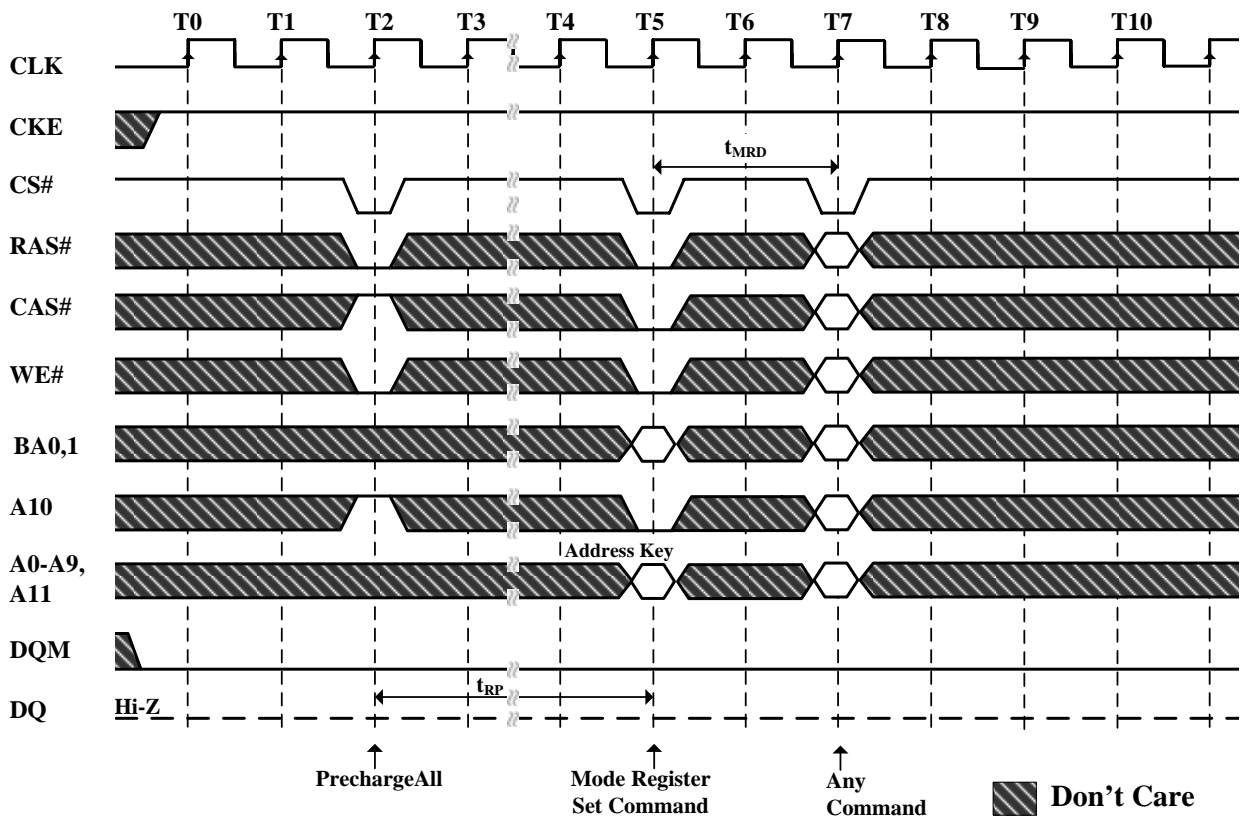 T0 T1 T2 T3 T4 T5 T6 T7 T8 T9 T10
CLK
CKE
tMRD
CS#
RAS#
CAS#
WE#
BA0,1
A10
Address Key
A0-A9,
A11
DQM
tRP
DQ
Hi-Z
PrechargeAll
Mode Register
Set Command
Any
Command
Don't Care